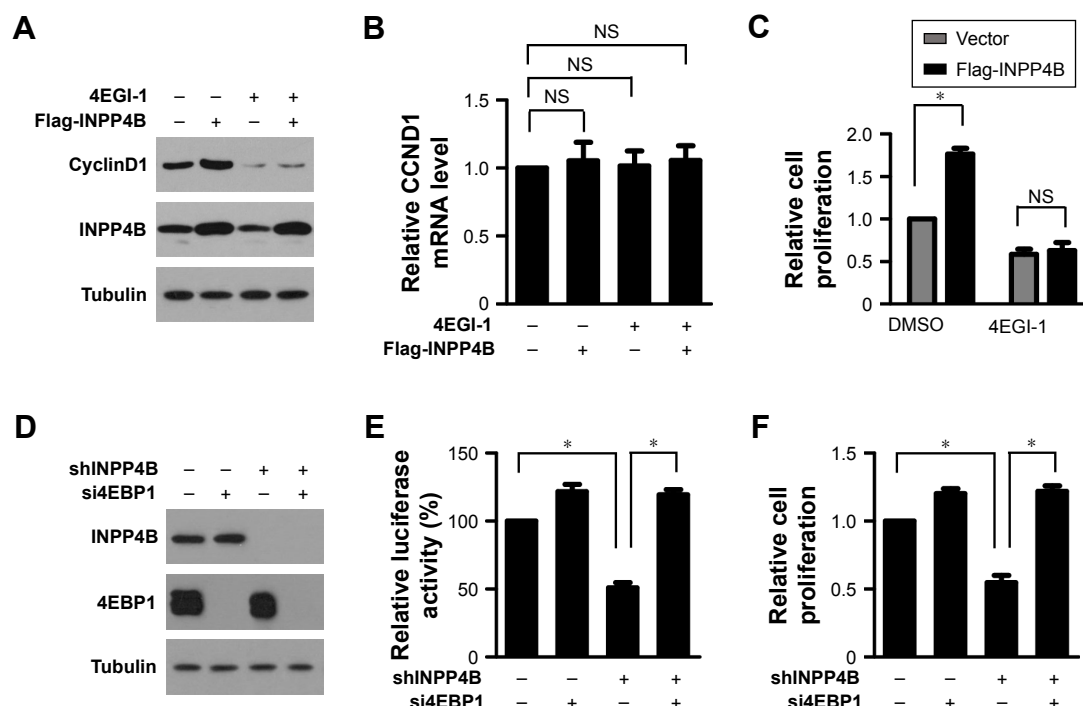 A
4EGI-1 – – + +
Flag-INPP4B – + – +
CyclinD1
INPP4B
Tubulin
B
NS
NS
NS
Relative CCND1
mRNA level
1.5
1.0
0.5
0
4EGI-1 – – + +
Flag-INPP4B – + – +
C
Vector
Flag-INPP4B
*
NS
Relative cell
proliferation
2.0
1.5
1.0
0.5
0
DMSO 4EGI-1
D
shINPP4B – – + +
si4EBP1 – + – +
INPP4B
4EBP1
Tubulin
E
* *
Relative luciferase
activity (%)
150
100
50
0
shINPP4B – – + +
si4EBP1 – + – +
F
* *
Relative cell
proliferation
1.5
1.0
0.5
0
shINPP4B – – + +
si4EBP1 – + – +